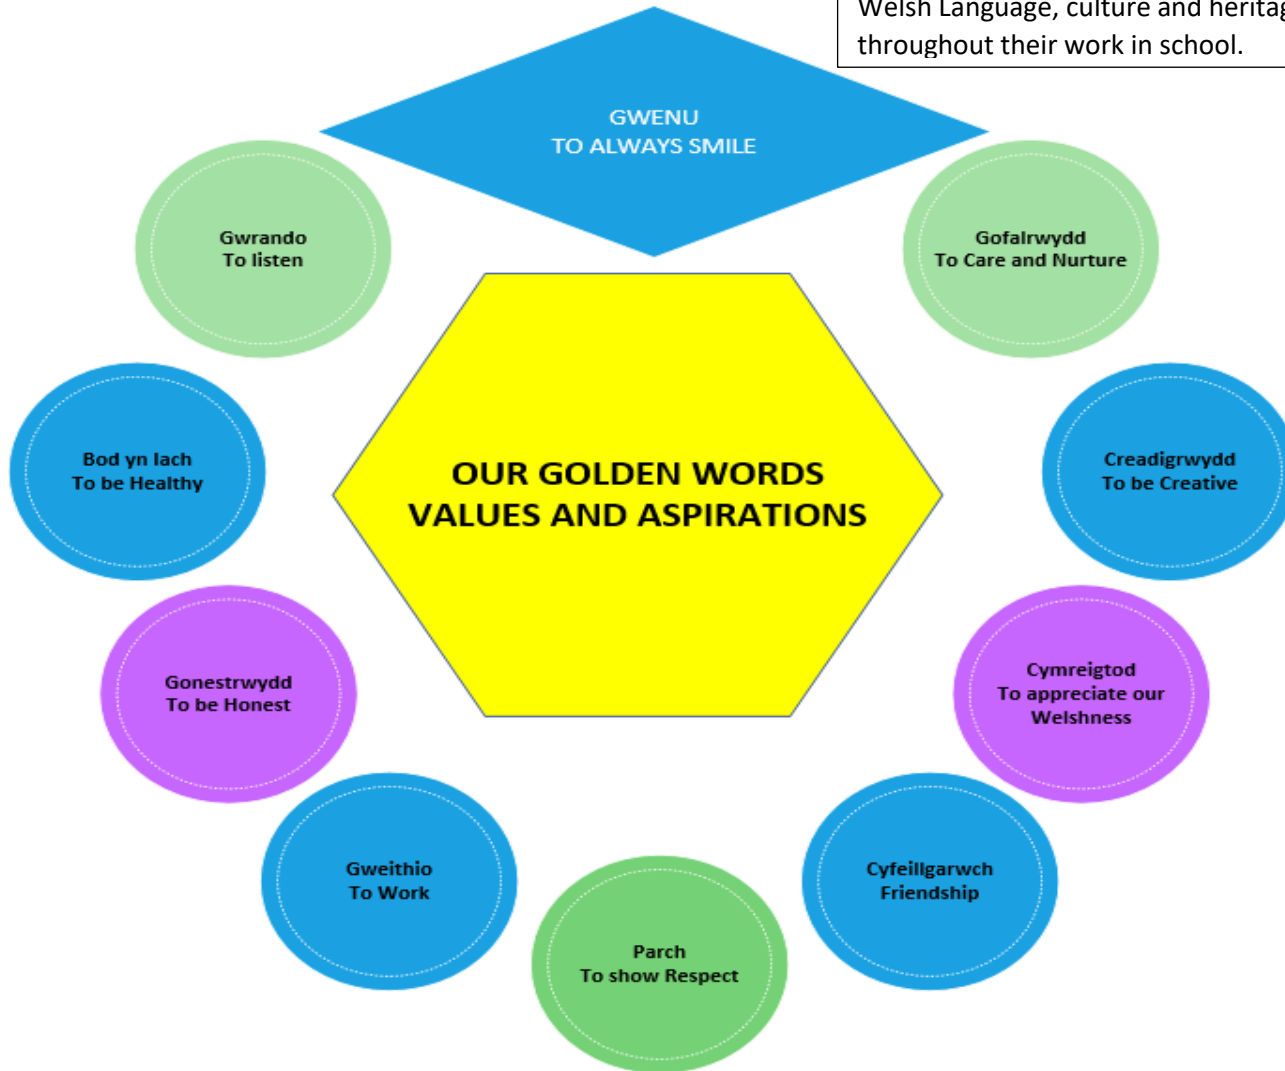 Welsh Language, culture and heritag
throughout their work in school.
GWENU
TO ALWAYS SMILE
Gwrando
To listen
Gofalrwydd
To Care and Nurture
Bod yn Iach
To be Healthy
OUR GOLDEN WORDS
VALUES AND ASPIRATIONS
Creadigrwydd
To be Creative
Gonestrwydd
To be Honest
Cymreigtod
To appreciate our
Welshness
Gweithio
To Work
Cyfeillgarwch
Friendship
Parch
To show Respect